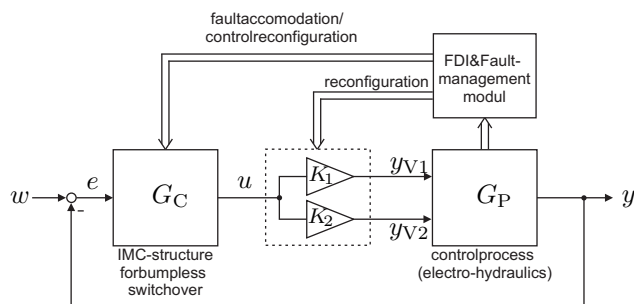 faultaccomodation/
controlreconfiguration
FDI&Fault-
management
modul
reconfiguration
w
e
-
G_C
u
K_1
K_2
y_V1
y_V2
G_P
y
IMC-structure
forbumpless
switchover
controlprocess
(electro-hydraulics)